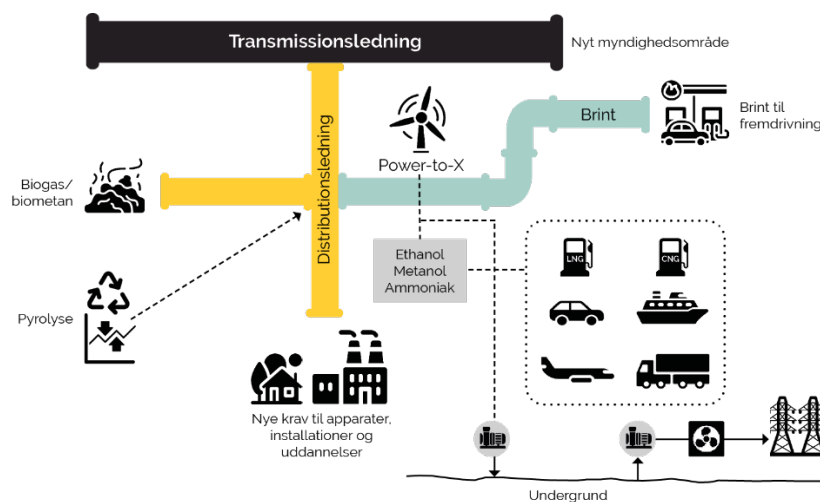 Transmissionsledning
Nyt myndighedsområde
Brint
Brint til
fremdrivning
Power-to-X
Biogas/
biometan
Distributionsledning
Ethanol
Metanol
Ammoniak
LNG
CNG
Pyrolyse
Nye krav til apparater,
installationer og
uddannelser
Undergrund